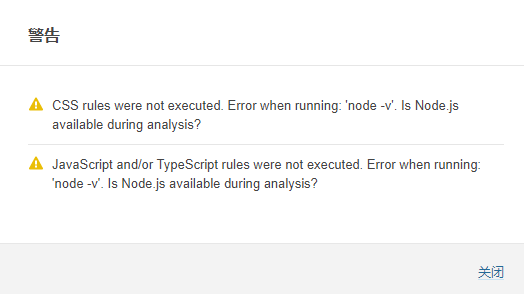 警告
CSS rules were not executed. Error when running: 'node -v'. Is Node.js
available during analysis?
JavaScript and/or TypeScript rules were not executed. Error when running:
'node -v'. Is Node.js available during analysis?
关闭